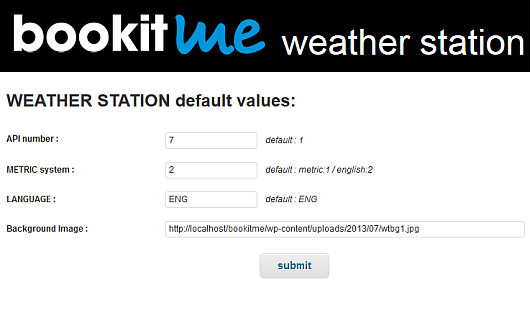 bookitme weather station
WEATHER STATION default values:
API number : 7 default : 1
METRIC system : 2 default : metric:1 / english:2
LANGUAGE : ENG default : ENG
Background Image : http://localhost/bookitme/wp-content/uploads/2013/07/wtbg1.jpg
submit